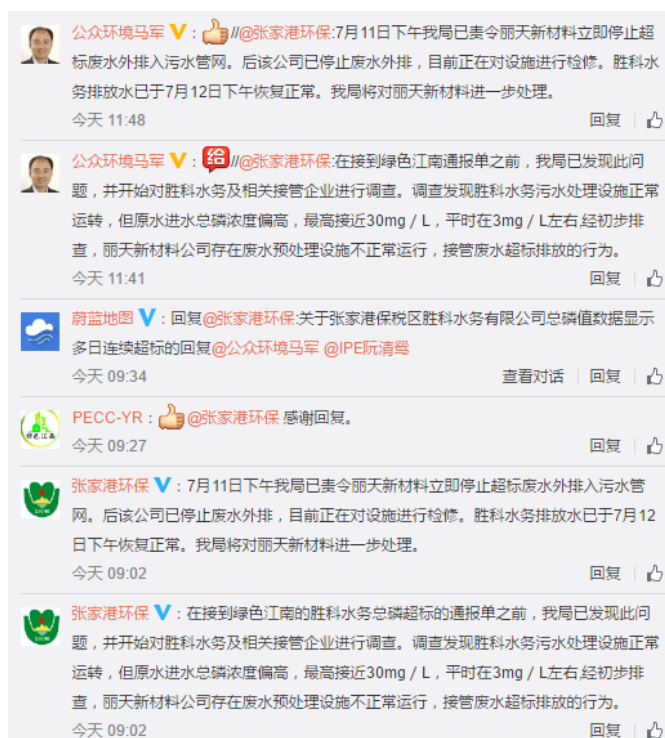 公众环境马军 V：//@张家港环保:7月11日下午我局已责令丽天新材料立即停止超
标废水外排入污水管网。后该公司已停止废水外排，目前正在对设施进行检修。胜科水
务排放水已于7月12日下午恢复正常。我局将对丽天新材料进一步处理。
今天 11:48 回复
公众环境马军 V：给//@张家港环保:在接到绿色江南通报单之前，我局已发现此问
题，并开始对胜科水务及相关接管企业进行调查。调查发现胜科水务污水处理设施正常
运转，但原水进水总磷浓度偏高，最高接近30mg／L，平时在3mg／L左右,经初步排
查，丽天新材料公司存在废水预处理设施不正常运行，接管废水超标排放的行为。
今天 11:41 回复
蔚蓝地图 V：回复@张家港环保:关于张家港保税区胜科水务有限公司总磷值数据显示
多日连续超标的回复@公众环境马军 @IPE阮清鸳
今天 09:34 查看对话 回复
PECC-YR：@张家港环保 感谢回复。
今天 09:27 回复
张家港环保 V：7月11日下午我局已责令丽天新材料立即停止超标废水外排入污水管
网。后该公司已停止废水外排，目前正在对设施进行检修。胜科水务排放水已于7月12
日下午恢复正常。我局将对丽天新材料进一步处理。
今天 09:02 回复
张家港环保 V：在接到绿色江南的胜科水务总磷超标的通报单之前，我局已发现此问
题，并开始对胜科水务及相关接管企业进行调查。调查发现胜科水务污水处理设施正常
运转，但原水进水总磷浓度偏高，最高接近30mg／L，平时在3mg／L左右,经初步排
查，丽天新材料公司存在废水预处理设施不正常运行，接管废水超标排放的行为。
今天 09:02 回复